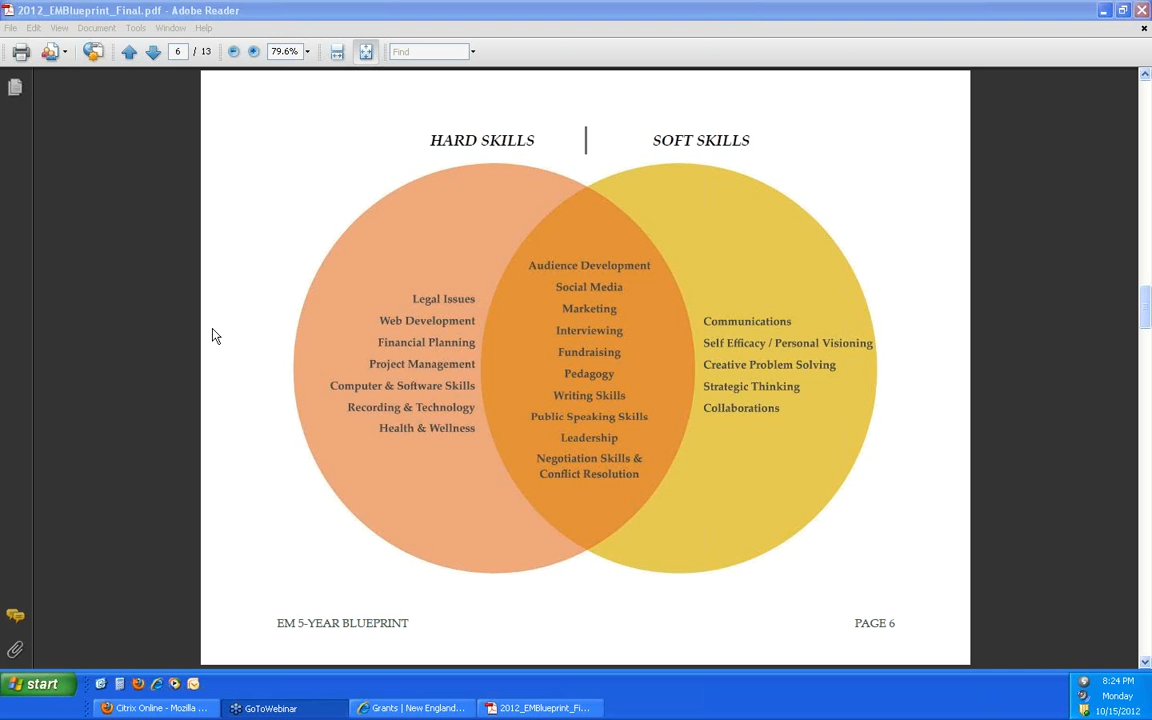 2012_EMBlueprint_Final.pdf - Adobe Reader
File Edit View Document Tools Window Help
6 / 13 79.6% Find
HARD SKILLS | SOFT SKILLS
Legal Issues
Web Development
Financial Planning
Project Management
Computer & Software Skills
Recording & Technology
Health & Wellness
Audience Development
Social Media
Marketing
Interviewing
Fundraising
Pedagogy
Writing Skills
Public Speaking Skills
Leadership
Negotiation Skills &
Conflict Resolution
Communications
Self Efficacy / Personal Visioning
Creative Problem Solving
Strategic Thinking
Collaborations
EM 5-YEAR BLUEPRINT PAGE 6
start
Citrix Online - Mozilla ... GoToWebinar Grants | New England... 2012_EMBlueprint_Fi...
8:24 PM
Monday
10/15/2012